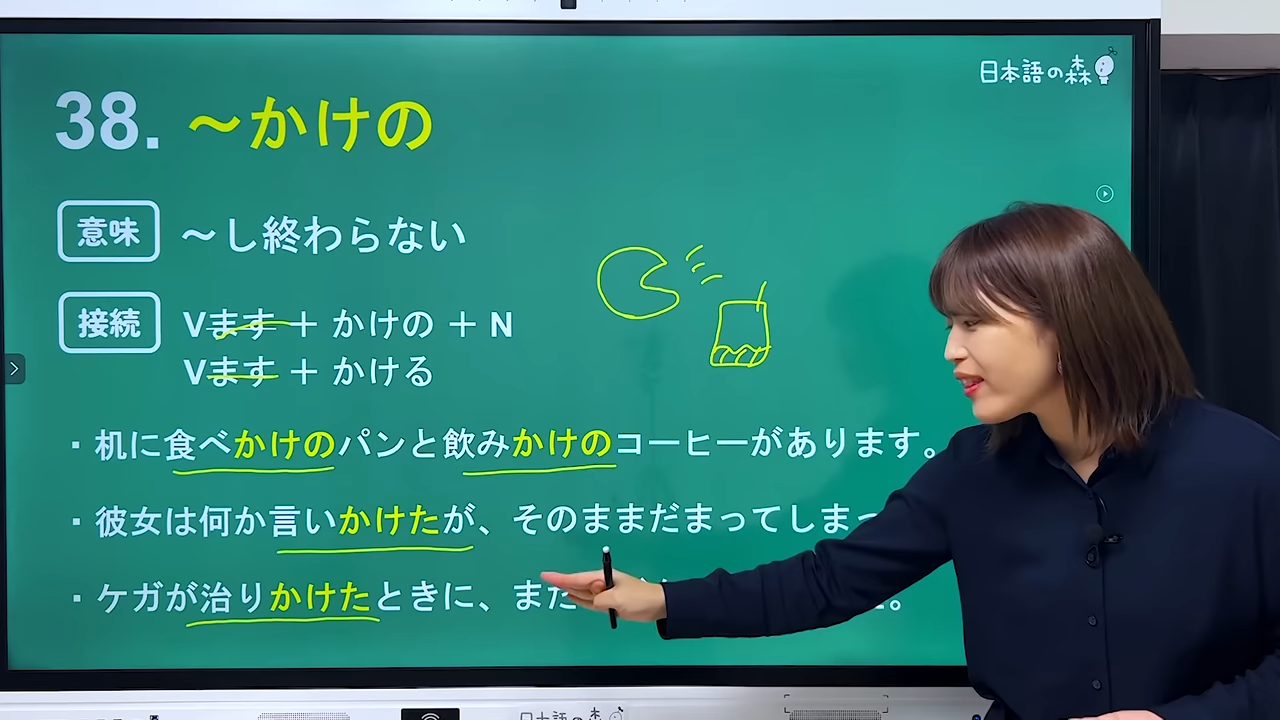 日本語の森
38. ～かけの
意味 ～し終わらない
接続 Vます + かけの + N
Vます + かける
・机に食べかけのパンと飲みかけのコーヒーがあります。
・彼女は何か言いかけたが、そのままだまってしまっ
・ケガが治りかけたときに、また
日本語の森